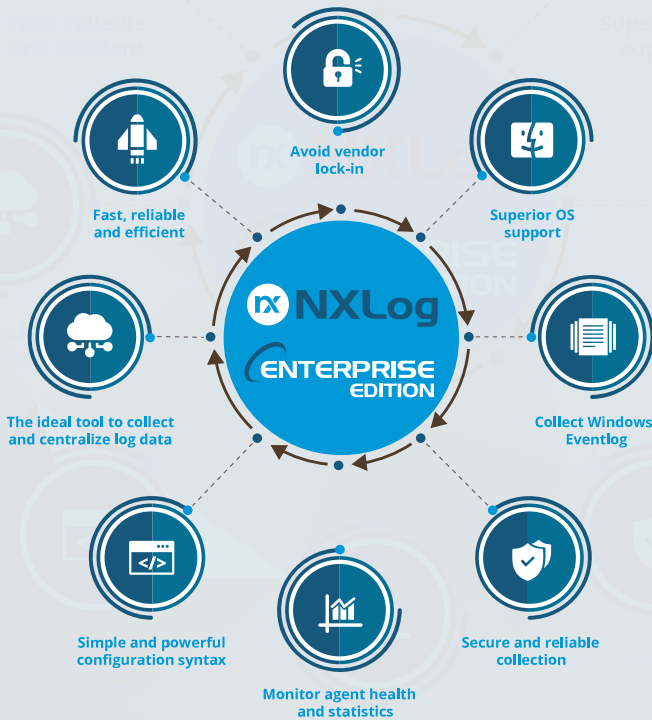 Avoid vendor
lock-in
Fast, reliable
and efficient
Superior OS
support
nx NXLog
ENTERPRISE
EDITION
The ideal tool to collect
and centralize log data
Collect Windows
Eventlog
</>
Simple and powerful
configuration syntax
Secure and reliable
collection
Monitor agent health
and statistics